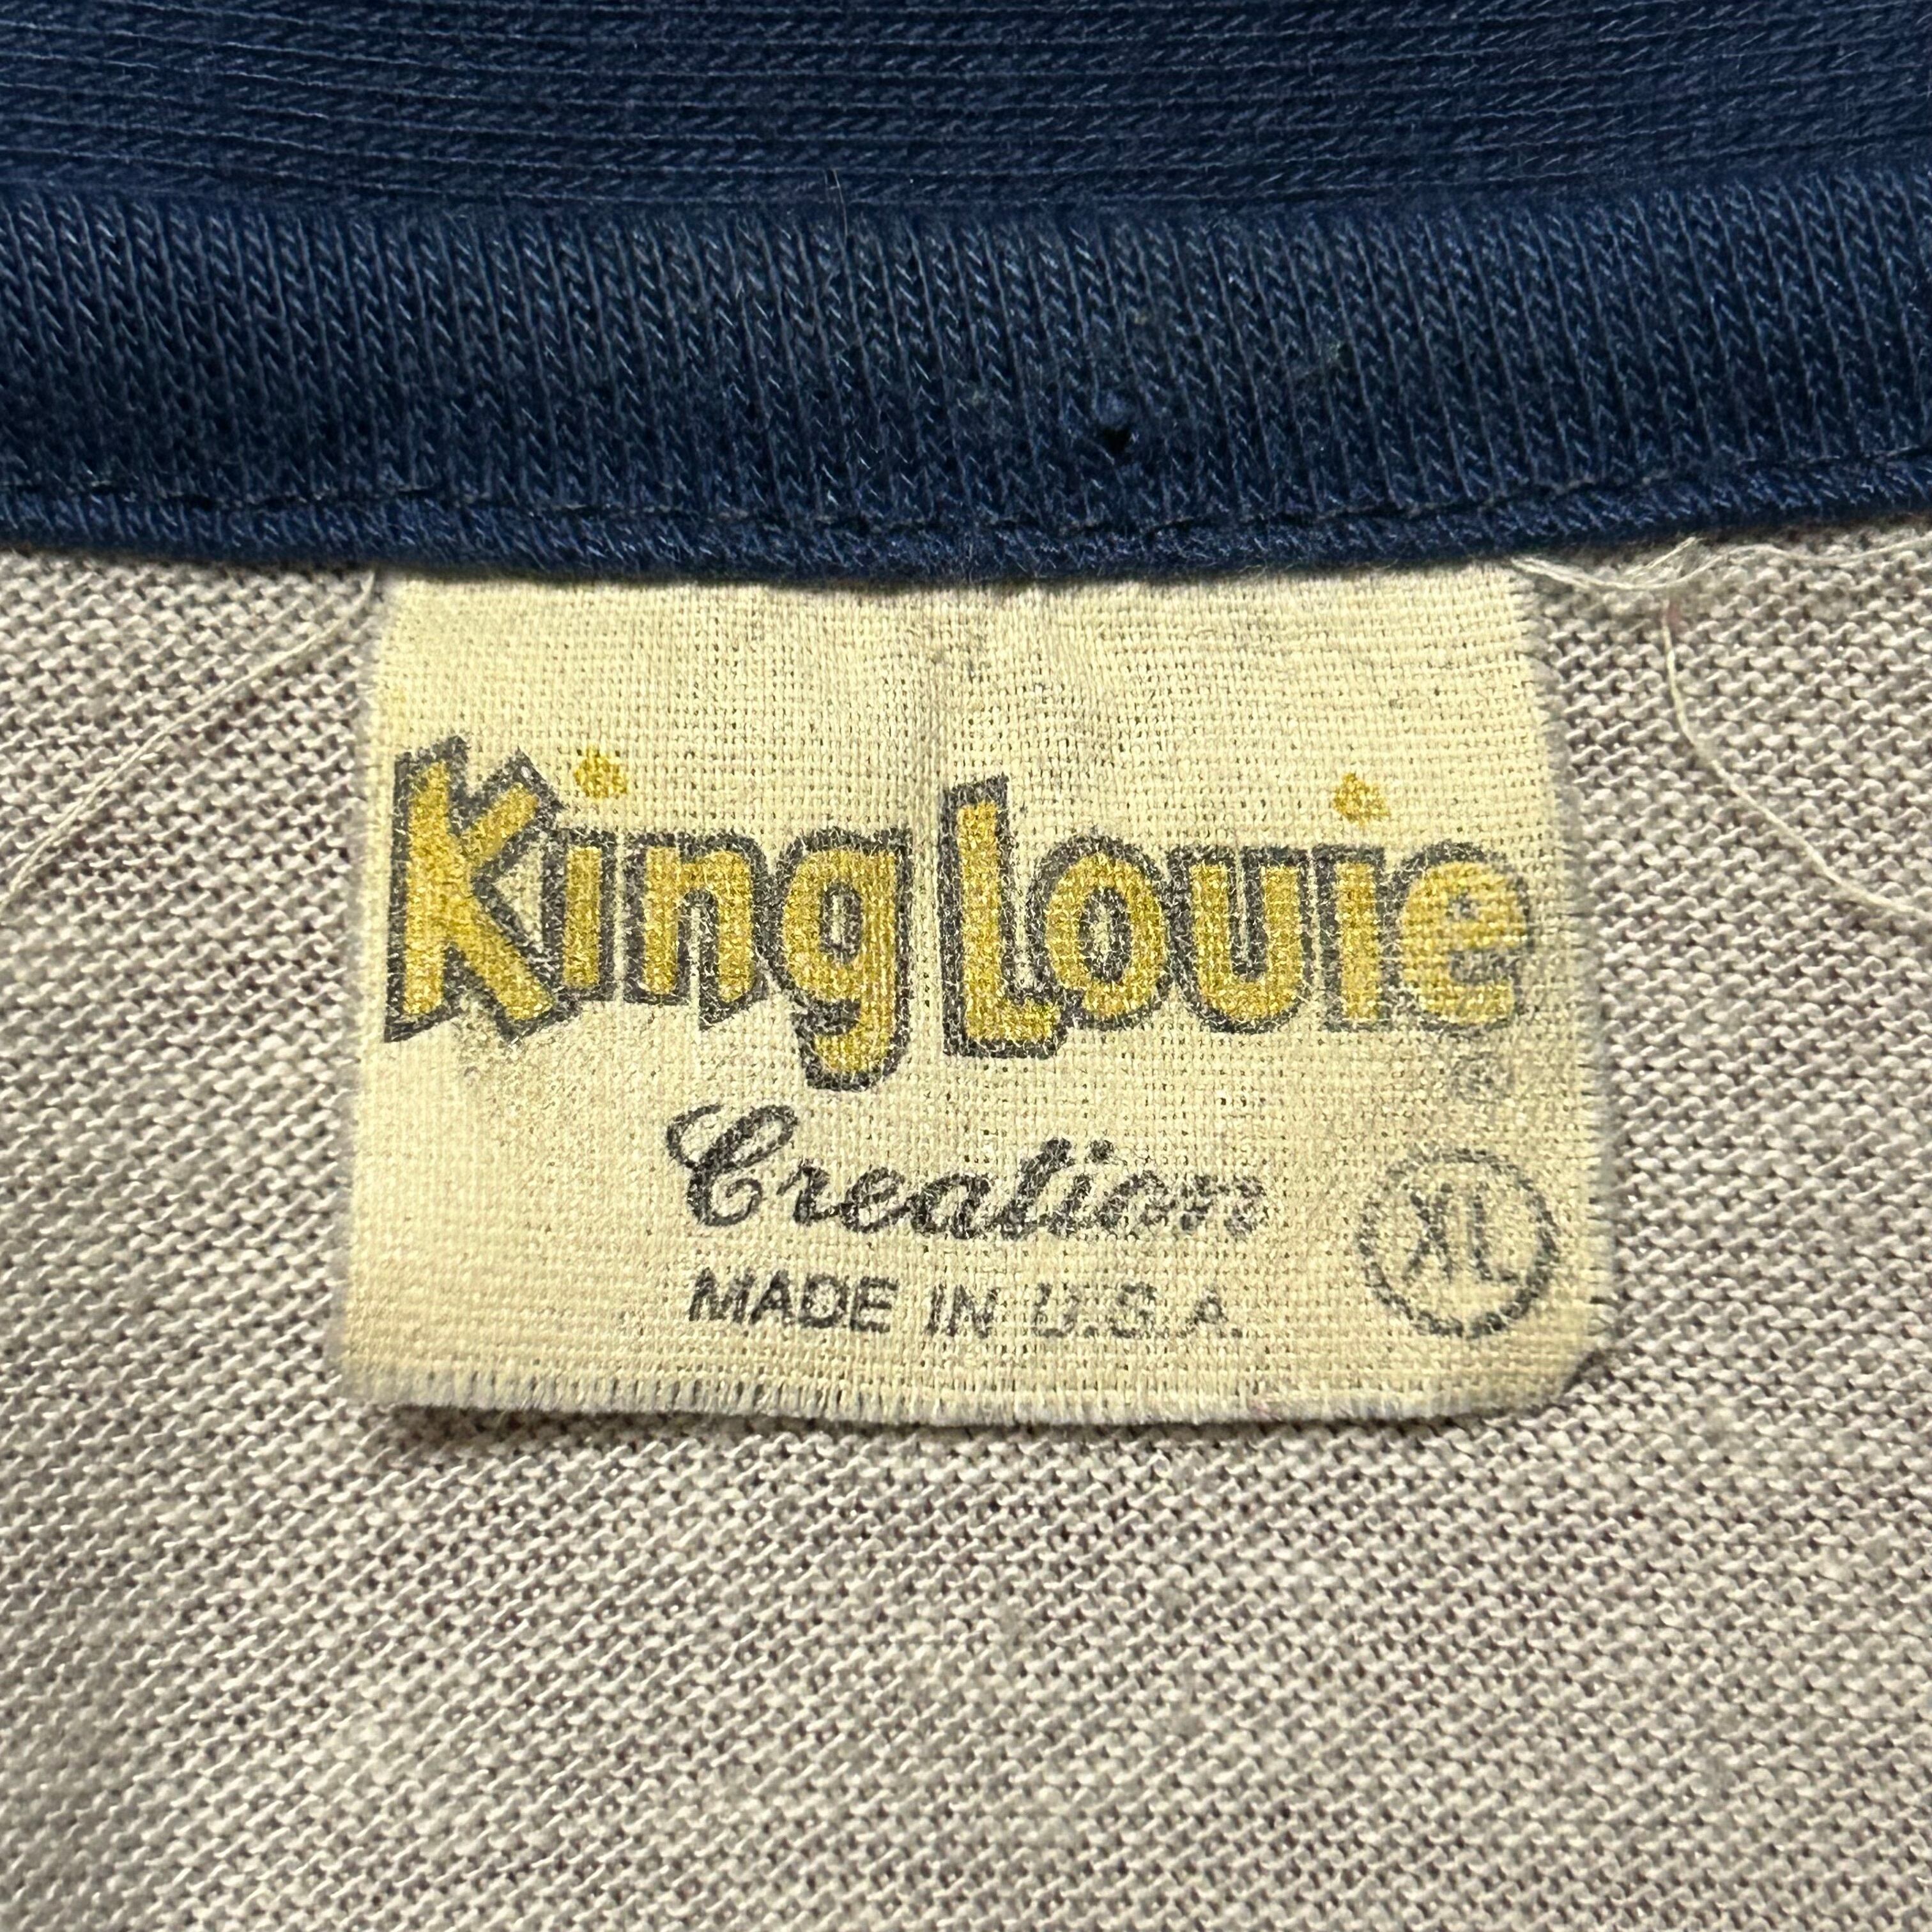 King Louie
®
Creation
XL
MADE IN U.S.A.